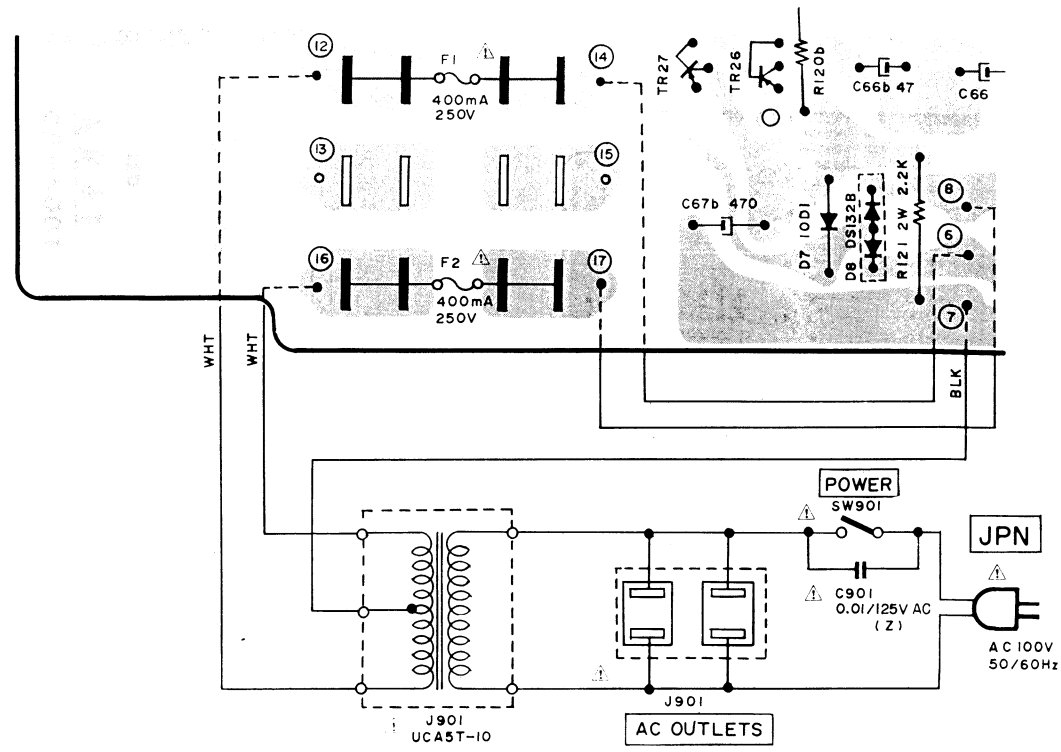 12
F1
400mA
250V
14
TR27
TR26
R120b
C66b 47
C66
13
15
C67b 470
D7 10D1
D8 DS132B
R121 2W 2.2K
8
6
7
16
F2
400mA
250V
17
WHT
WHT
BLK
POWER
SW901
JPN
C901
0.01/125V AC
(Z)
AC 100V
50/60Hz
J901
UCA5T-10
J901
AC OUTLETS